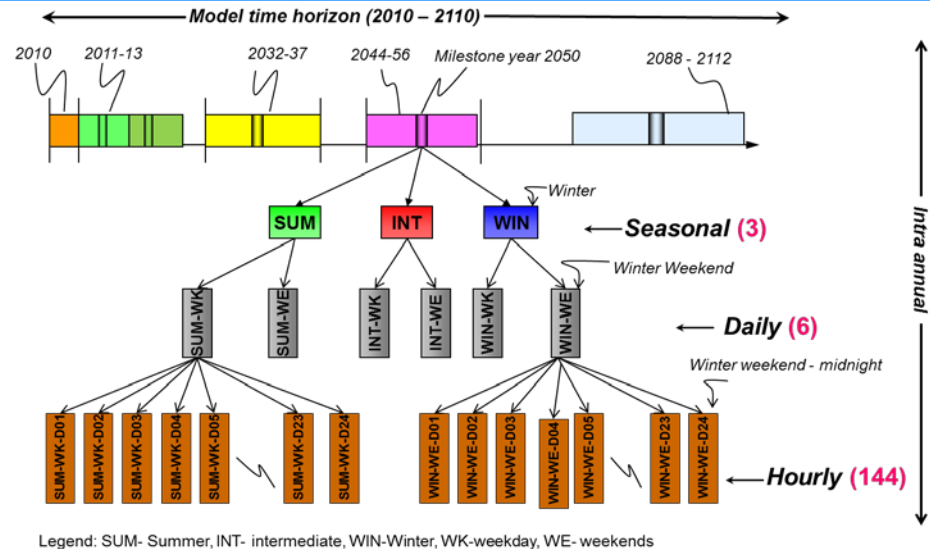 Model time horizon (2010 – 2110)
2010
2011-13
2032-37
2044-56
Milestone year 2050
2088 - 2112
Intra annual
SUM
INT
WIN
Winter
Seasonal (3)
Winter Weekend
SUM-WK
SUM-WE
INT-WK
INT-WE
WIN-WK
WIN-WE
Daily (6)
Winter weekend - midnight
SUM-WK-D01
SUM-WK-D02
SUM-WK-D03
SUM-WK-D04
SUM-WK-D05
SUM-WK-D23
SUM-WK-D24
WIN-WE-D01
WIN-WE-D02
WIN-WE-D03
WIN-WE-D04
WIN-WE-D05
WIN-WE-D23
WIN-WE-D24
Hourly (144)
Legend: SUM- Summer, INT- intermediate, WIN-Winter, WK-weekday, WE- weekends